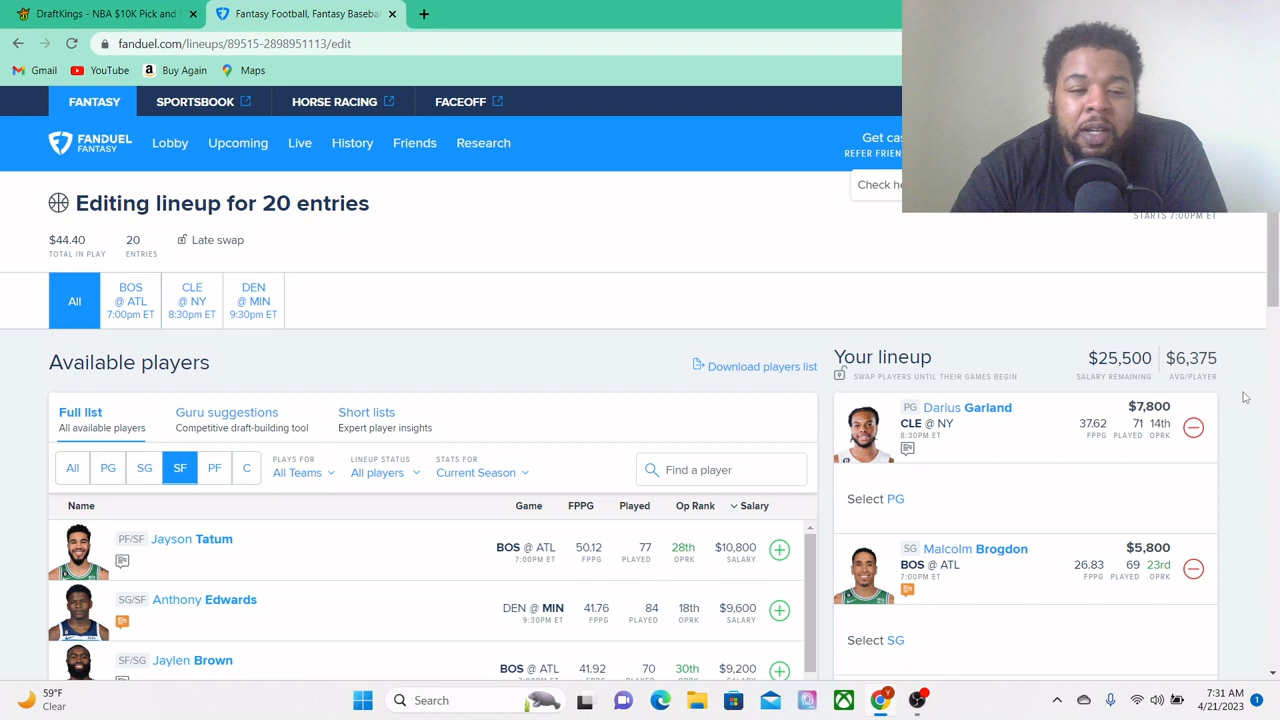 DraftKings - NBA $10K Pick and
Fantasy Football, Fantasy Baseba
fanduel.com/lineups/89515-2898951113/edit
Gmail YouTube Buy Again Maps
FANTASY SPORTSBOOK HORSE RACING FACEOFF
FANDUEL FANTASY
Lobby Upcoming Live History Friends Research
Get cas
REFER FRIEN
Check he
STARTS 7:00PM ET
Editing lineup for 20 entries
$44.40 20 Late swap
TOTAL IN PLAY ENTRIES
All
BOS @ ATL 7:00pm ET
CLE @ NY 8:30pm ET
DEN @ MIN 9:30pm ET
Available players
Download players list
Full list Guru suggestions Short lists
All available players Competitive draft-building tool Expert player insights
All PG SG SF PF C
PLAYS FOR LINEUP STATUS STATS FOR
All Teams All players Current Season
Find a player
Name Game FPPG Played Op Rank Salary
PF/SF Jayson Tatum
BOS @ ATL 50.12 77 28th $10,800
7:00PM ET FPPG PLAYED OPRK SALARY
SG/SF Anthony Edwards
DEN @ MIN 41.76 84 18th $9,600
9:30PM ET FPPG PLAYED OPRK SALARY
SF/SG Jaylen Brown
BOS @ ATL 41.92 70 30th $9,200
Your lineup $25,500 $6,375
SWAP PLAYERS UNTIL THEIR GAMES BEGIN SALARY REMAINING AVG/PLAYER
PG Darius Garland $7,800
CLE @ NY 37.62 71 14th
8:30PM ET FPPG PLAYED OPRK
Select PG
SG Malcolm Brogdon $5,800
BOS @ ATL 26.83 69 23rd
7:00PM ET FPPG PLAYED OPRK
Select SG
59°F
Clear
Search
7:31 AM
4/21/2023
1